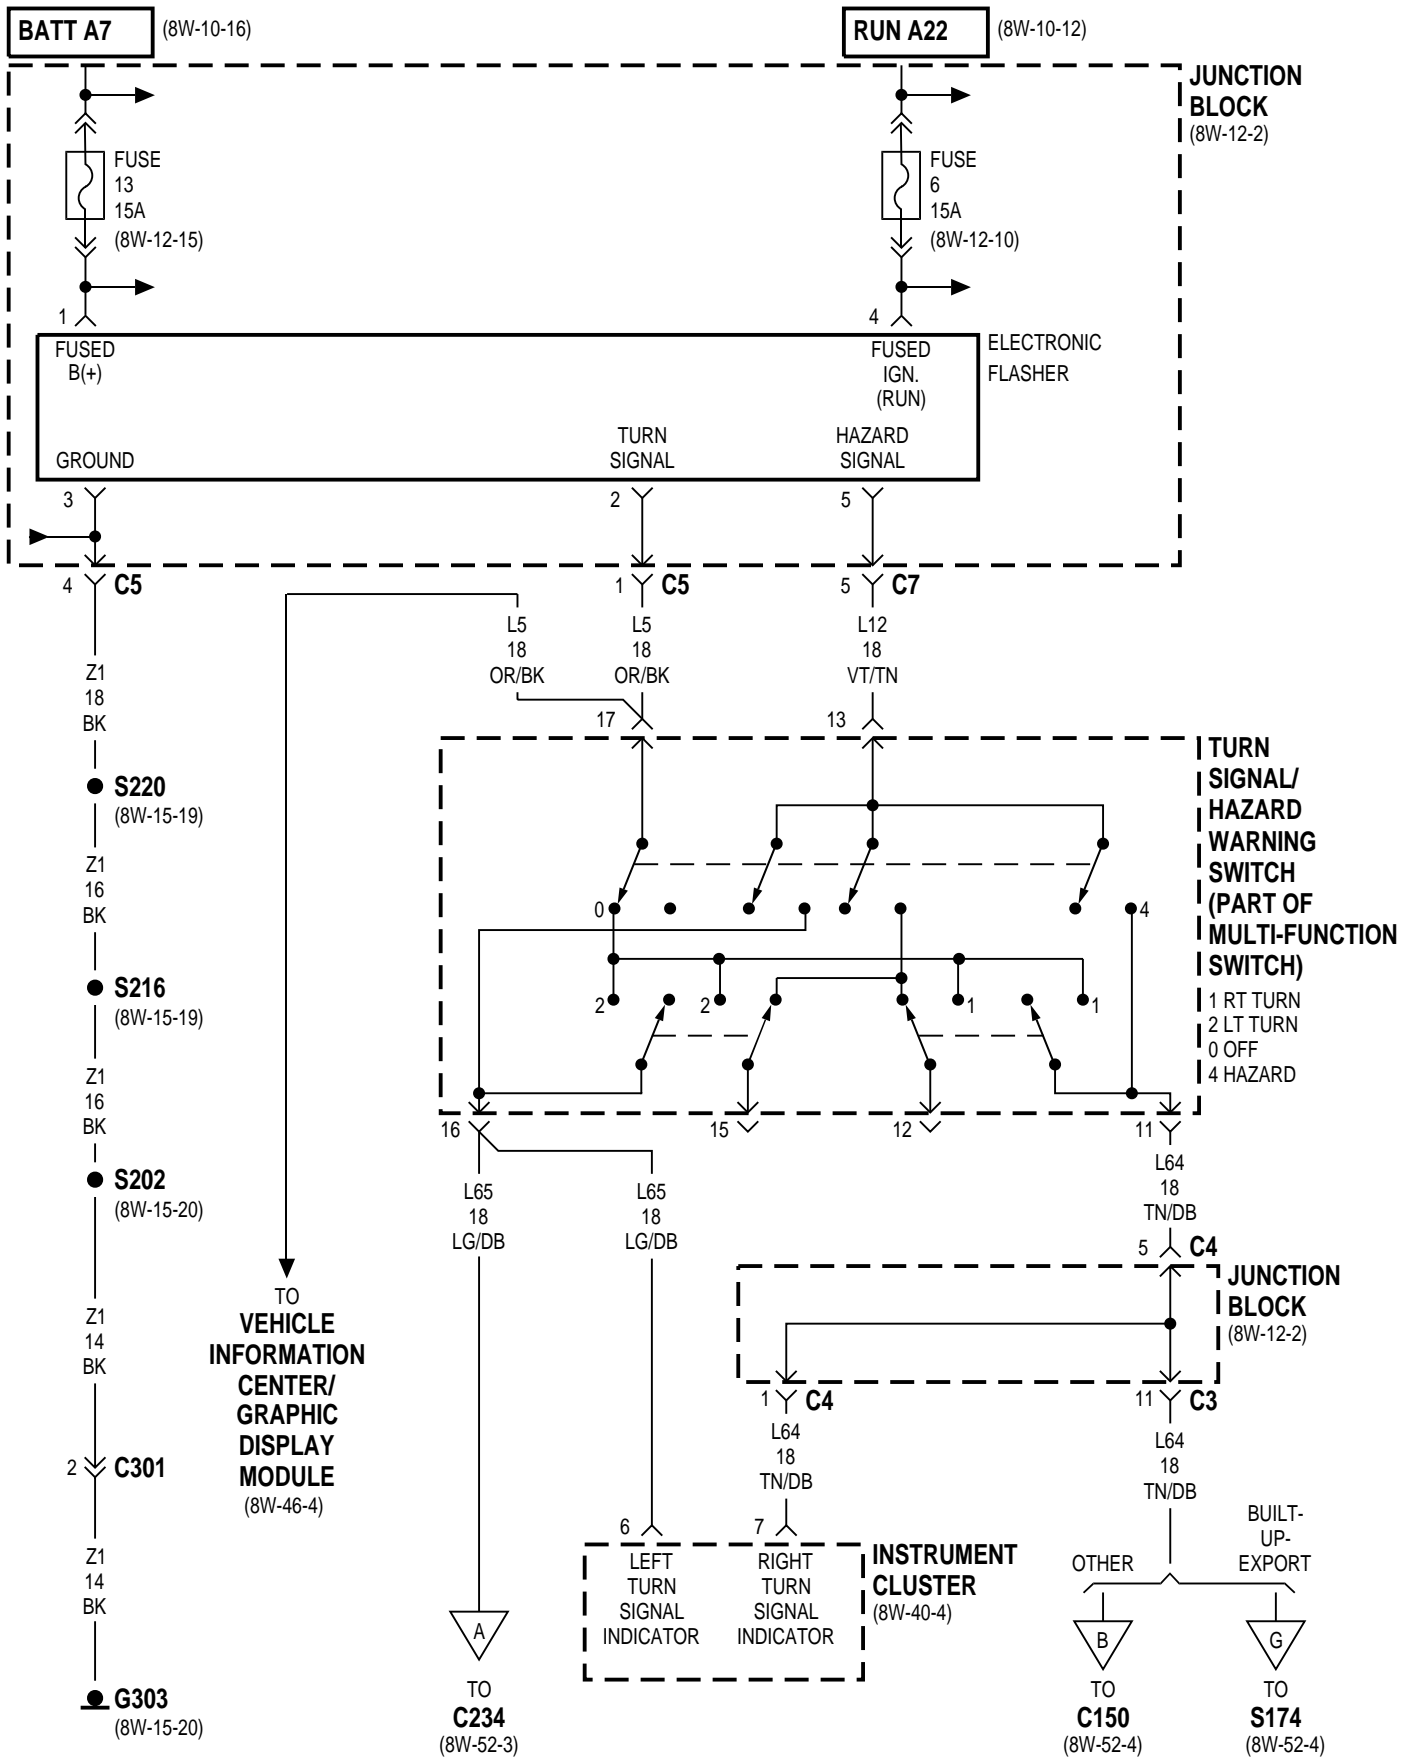 BATT A7
(8W-10-16)
RUN A22
(8W-10-12)
JUNCTION
BLOCK
(8W-12-2)
FUSE
13
15A
(8W-12-15)
FUSE
6
15A
(8W-12-10)
1
4
FUSED
B(+)
FUSED
IGN.
(RUN)
ELECTRONIC
FLASHER
GROUND
TURN
SIGNAL
HAZARD
SIGNAL
3
2
5
4
C5
1
C5
5
C7
L5
18
OR/BK
L5
18
OR/BK
L12
18
VT/TN
Z1
18
BK
17
13
TURN
SIGNAL/
HAZARD
WARNING
SWITCH
(PART OF
MULTI-FUNCTION
SWITCH)
1 RT TURN
2 LT TURN
0 OFF
4 HAZARD
S220
(8W-15-19)
Z1
16
BK
0
4
2
2
1
1
S216
(8W-15-19)
Z1
16
BK
16
15
12
11
S202
(8W-15-20)
L65
18
LG/DB
L65
18
LG/DB
L64
18
TN/DB
5
C4
JUNCTION
BLOCK
(8W-12-2)
Z1
14
BK
TO
VEHICLE
INFORMATION
CENTER/
GRAPHIC
DISPLAY
MODULE
(8W-46-4)
1
C4
11
C3
L64
18
TN/DB
L64
18
TN/DB
2
C301
6
7
LEFT
TURN
SIGNAL
INDICATOR
RIGHT
TURN
SIGNAL
INDICATOR
INSTRUMENT
CLUSTER
(8W-40-4)
OTHER
BUILT-
UP-
EXPORT
Z1
14
BK
A
B
G
G303
(8W-15-20)
TO
C234
(8W-52-3)
TO
C150
(8W-52-4)
TO
S174
(8W-52-4)